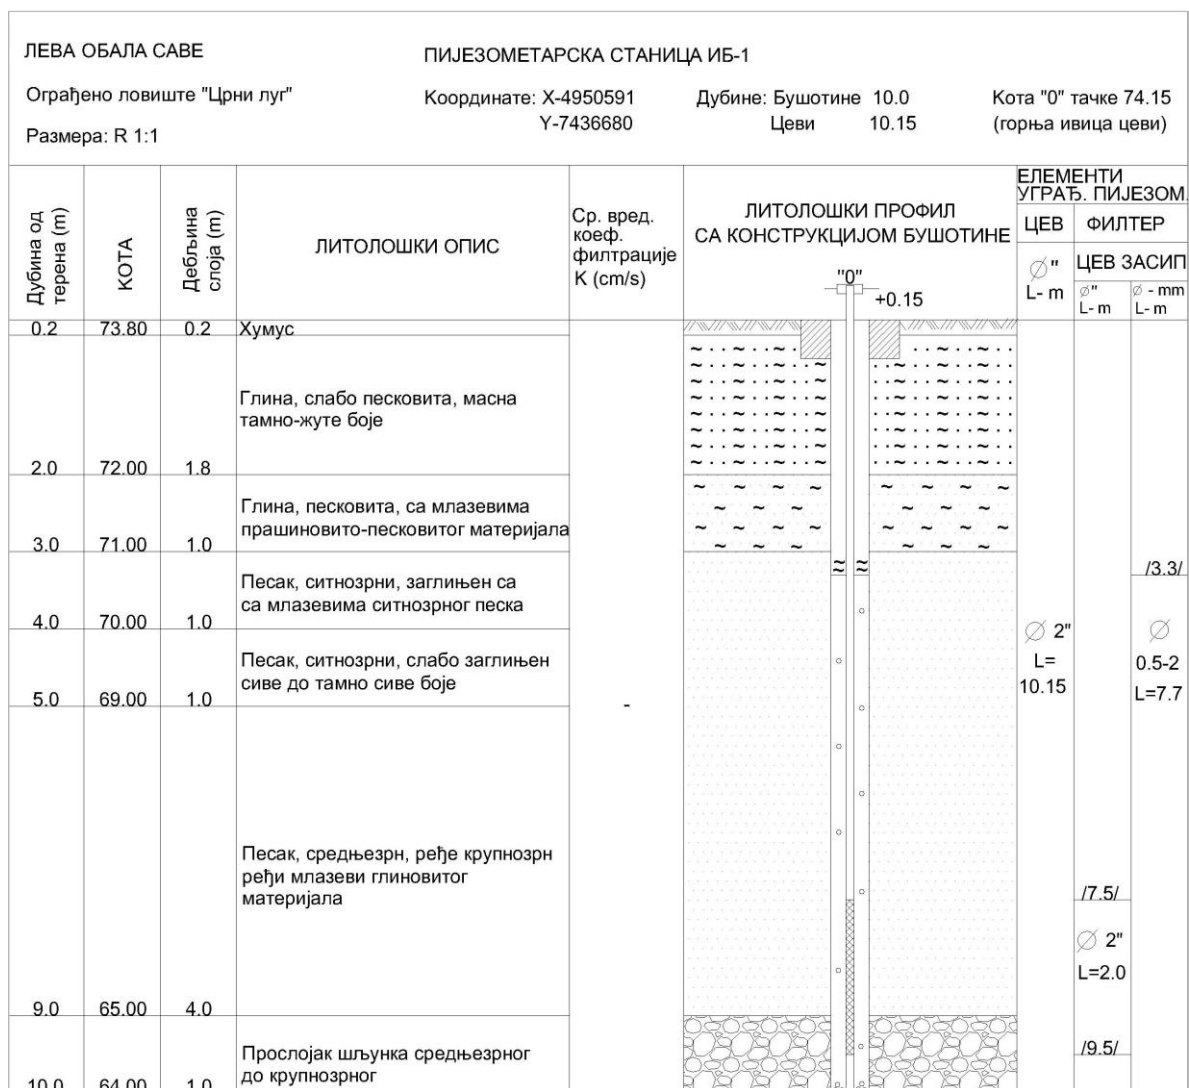 ЛЕВА ОБАЛА САВЕ
ПИЈЕЗОМЕТАРСКА СТАНИЦА ИБ-1
Ограђено ловиште "Црни луг"
Координате: X-4950591
Дубине: Бушотине 10.0
Кота "0" тачке 74.15
Y-7436680
Цеви 10.15
(горња ивица цеви)
Размера: R 1:1
Дубина од
терена (m)
КОТА
Дебљина
слоја (m)
ЛИТОЛОШКИ ОПИС
Ср. вред.
коеф.
филтрације
К (cm/s)
ЛИТОЛОШКИ ПРОФИЛ
СА КОНСТРУКЦИЈОМ БУШОТИНЕ
"0"
+0.15
ЕЛЕМЕНТИ
УГРАЂ. ПИЈЕЗОМ.
ЦЕВ
ФИЛТЕР
∅"
L- m
ЦЕВ
ЗАСИП
∅"
L- m
∅ - mm
L- m
0.2 73.80 0.2 Хумус
Глина, слабо песковита, масна
тамно-жуте боје
2.0 72.00 1.8
Глина, песковита, са млазевима
прашиновито-песковитог материјала
3.0 71.00 1.0
Песак, ситнозрни, заглињен са
са млазевима ситнозрног песка
4.0 70.00 1.0
Песак, ситнозрни, слабо заглињен
сиве до тамно сиве боје
5.0 69.00 1.0
-
Песак, средњезрн, ређе крупнозрн
ређи млазеви глиновитог
материјала
9.0 65.00 4.0
Прослојак шљунка средњезрног
до крупнозрног
10.0 64.00 1.0
∅ 2"
L=
10.15
/7.5/
∅ 2"
L=2.0
/9.5/
/3.3/
∅
0.5-2
L=7.7